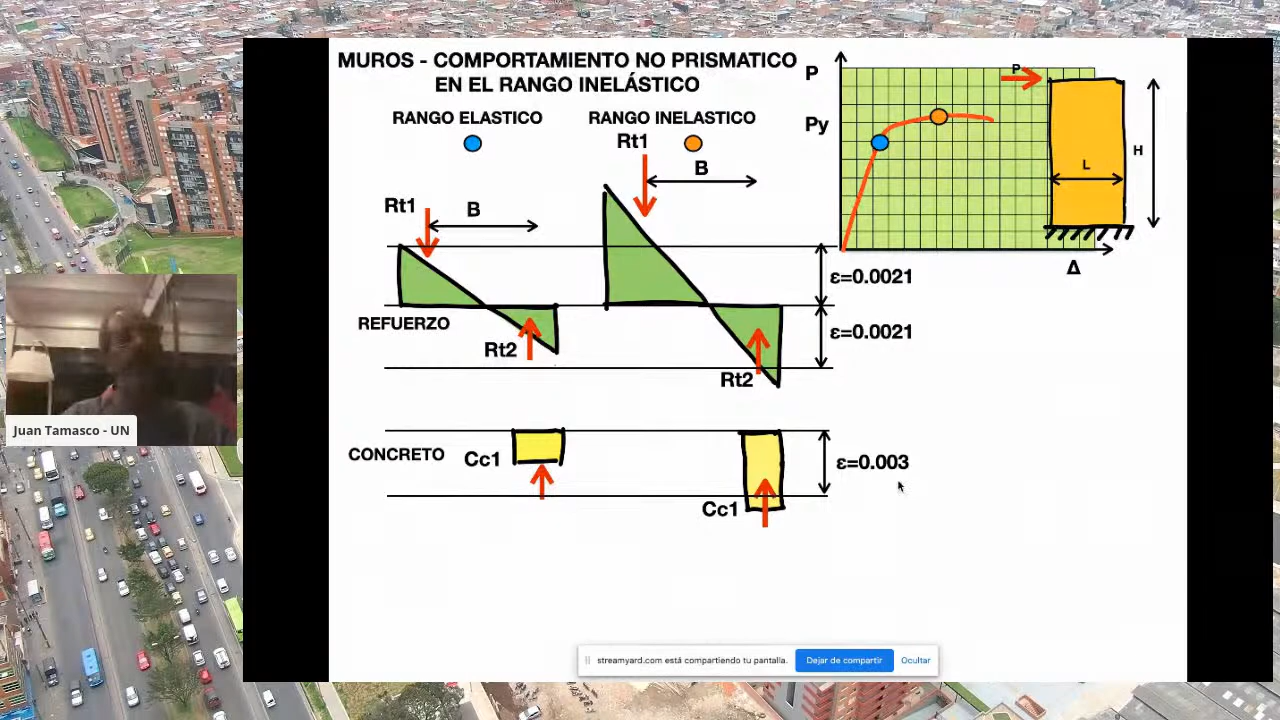 MUROS - COMPORTAMIENTO NO PRISMATICO
EN EL RANGO INELÁSTICO
RANGO ELASTICO
RANGO INELASTICO
Rt1
B
Rt1
B
REFUERZO
Rt2
Rt2
ε=0.0021
ε=0.0021
CONCRETO
Cc1
Cc1
ε=0.003
P
Py
P
L
H
Δ
Juan Tamasco - UN
streamyard.com está compartiendo tu pantalla.
Dejar de compartir
Ocultar